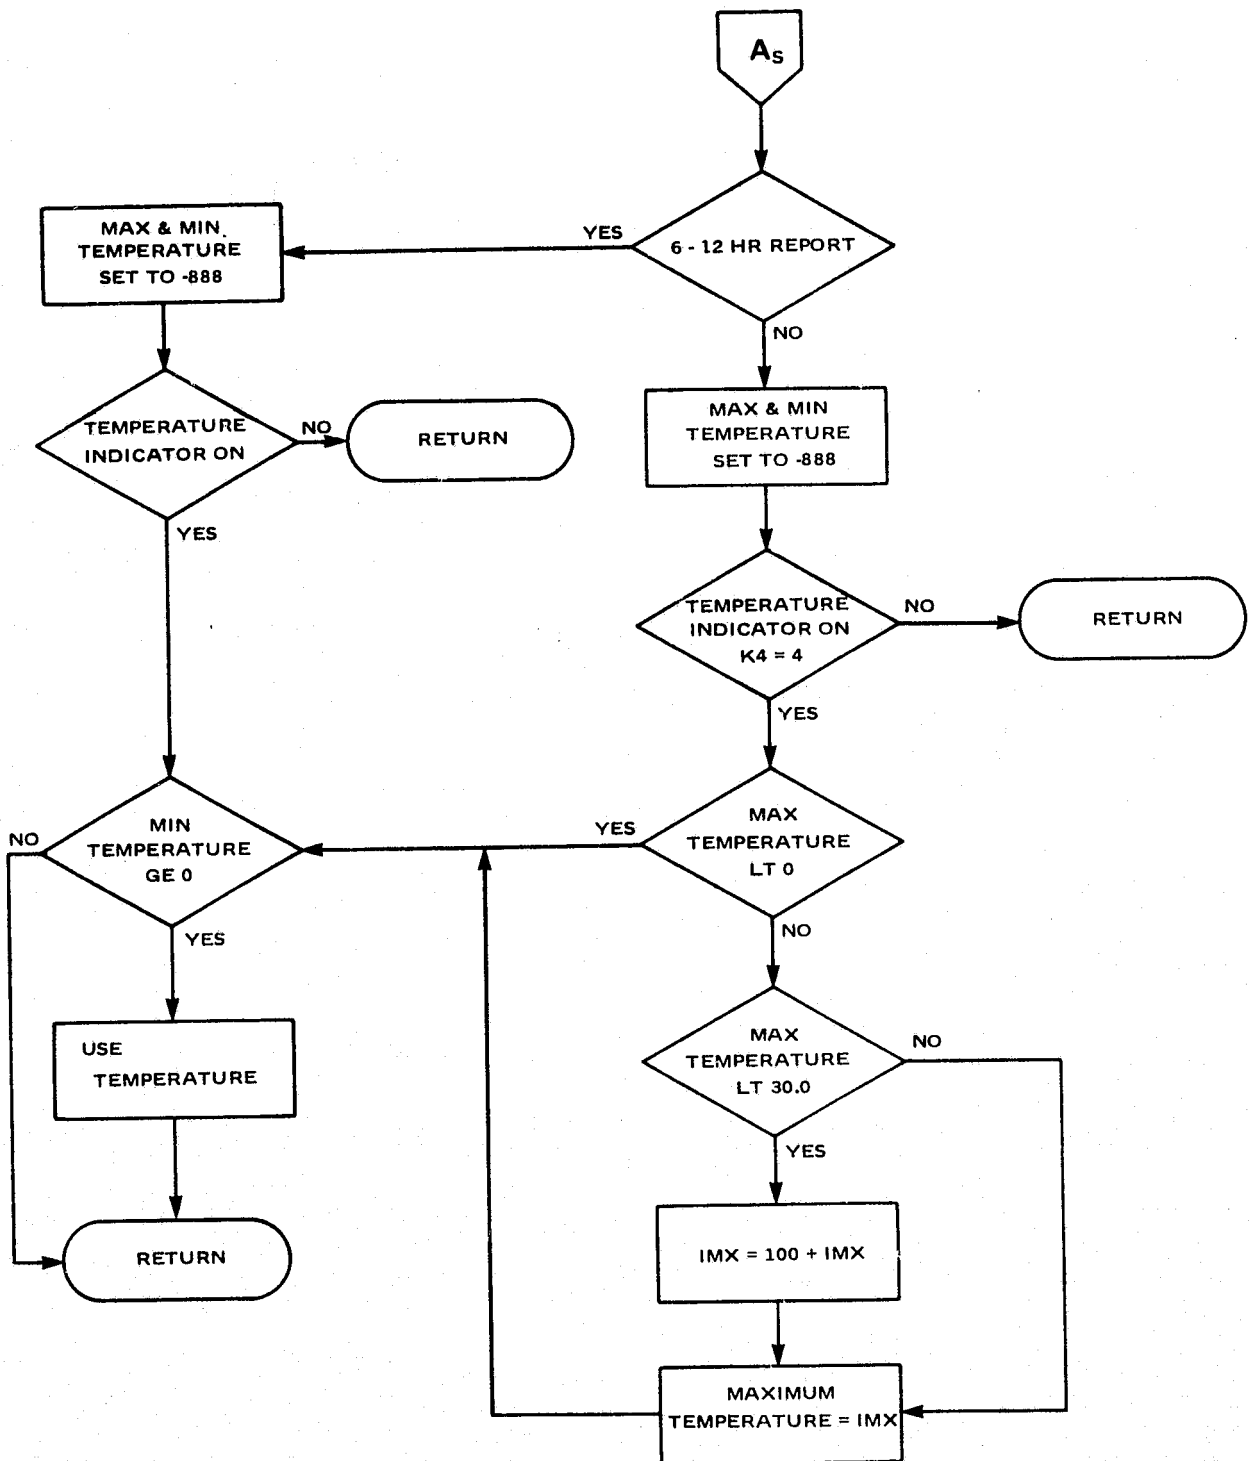 AS
6 - 12 HR REPORT
YES
NO
MAX & MIN
TEMPERATURE
SET TO -888
TEMPERATURE
INDICATOR ON
NO
RETURN
YES
MAX & MIN
TEMPERATURE
SET TO -888
TEMPERATURE
INDICATOR ON
K4 = 4
NO
RETURN
YES
MAX
TEMPERATURE
LT 0
YES
NO
MIN
TEMPERATURE
GE 0
NO
YES
USE
TEMPERATURE
RETURN
MAX
TEMPERATURE
LT 30.0
NO
YES
IMX = 100 + IMX
MAXIMUM
TEMPERATURE = IMX